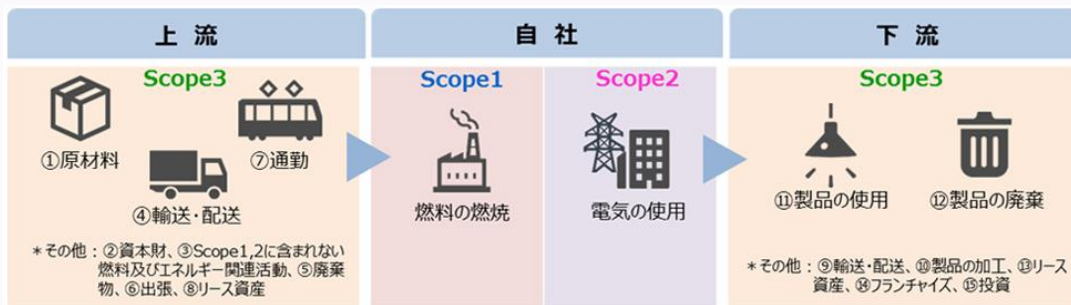 上 流
自 社
下 流
Scope3
Scope1
Scope2
Scope3
①原材料
⑦通勤
④輸送・配送
燃料の燃焼
電気の使用
⑪製品の使用
⑫製品の廃棄
*その他:②資本財、③Scope1,2に含まれない
燃料及びエネルギー関連活動、⑤廃棄
物、⑥出張、⑧リース資産
*その他:⑨輸送・配送、⑩製品の加工、⑬リース
資産、⑭フランチャイズ、⑮投資